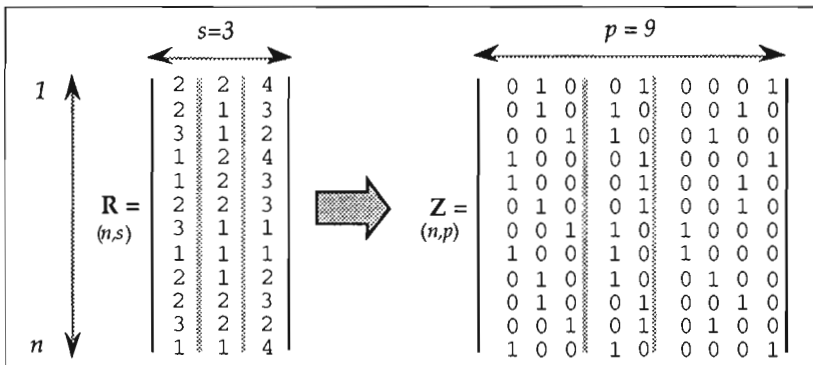 s=3 p = 9
1 2 2 4 0 1 0 0 1 0 0 0 1
2 1 3 0 1 0 1 0 0 0 1 0
3 1 2 0 0 1 1 0 0 1 0 0
1 2 4 1 0 0 0 1 0 0 0 1
1 2 3 1 0 0 0 1 0 0 1 0
R = 2 2 3 Z = 0 1 0 0 1 0 0 1 0
(n,s) 3 1 1 (n,p) 0 0 1 1 0 1 0 0 0
1 1 1 1 0 0 1 0 1 0 0 0
2 1 2 0 1 0 1 0 0 1 0 0
2 2 3 0 1 0 0 1 0 0 1 0
3 2 2 0 0 1 0 1 0 1 0 0
n 1 1 4 1 0 0 1 0 0 0 0 1